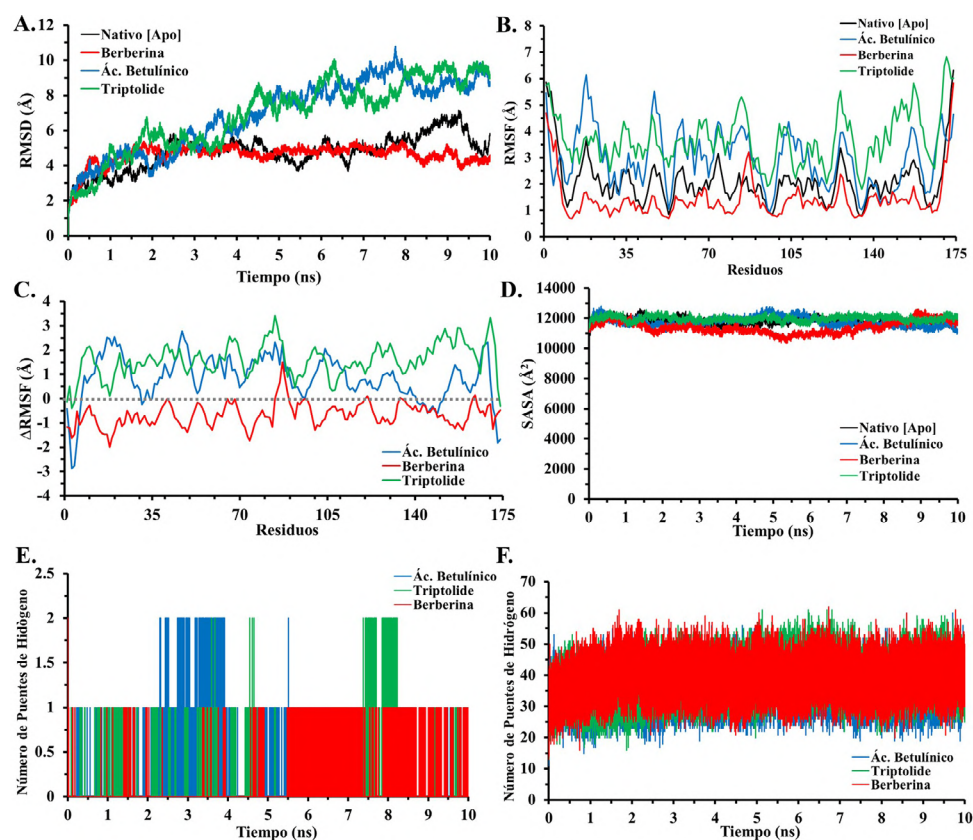 A.
Nativo [Apo]
Berberina
Ác. Betulínico
Triptolide
RMSD (Å)
14
12
10
8
6
4
2
0
0 1 2 3 4 5 6 7 8 9 10
Tiempo (ns)
B.
Nativo [Apo]
Ác. Betulínico
Berberina
Triptolide
RMSF (Å)
8
7
6
5
4
3
2
1
0
0 35 70 105 140 175
Residuos
C.
ΔRMSF (Å)
4
3
2
1
0
-1
-2
-3
-4
Ác. Betulínico
Berberina
Triptolide
0 35 70 105 140 175
Residuos
D.
SASA (Å²)
14000
12000
10000
8000
6000
4000
2000
0
Nativo [Apo]
Ác. Betulínico
Berberina
Triptolide
0 1 2 3 4 5 6 7 8 9 10
Tiempo (ns)
E.
Número de Puentes de Hidógeno
2.5
2
1.5
1
0.5
0
Ác. Betulínico
Triptolide
Berberina
0 1 2 3 4 5 6 7 8 9 10
Tiempo (ns)
F.
Número de Puentes de Hidrógeno
70
60
50
40
30
20
10
0
Ác. Betulínico
Triptolide
Berberina
0 1 2 3 4 5 6 7 8 9 10
Tiempo (ns)